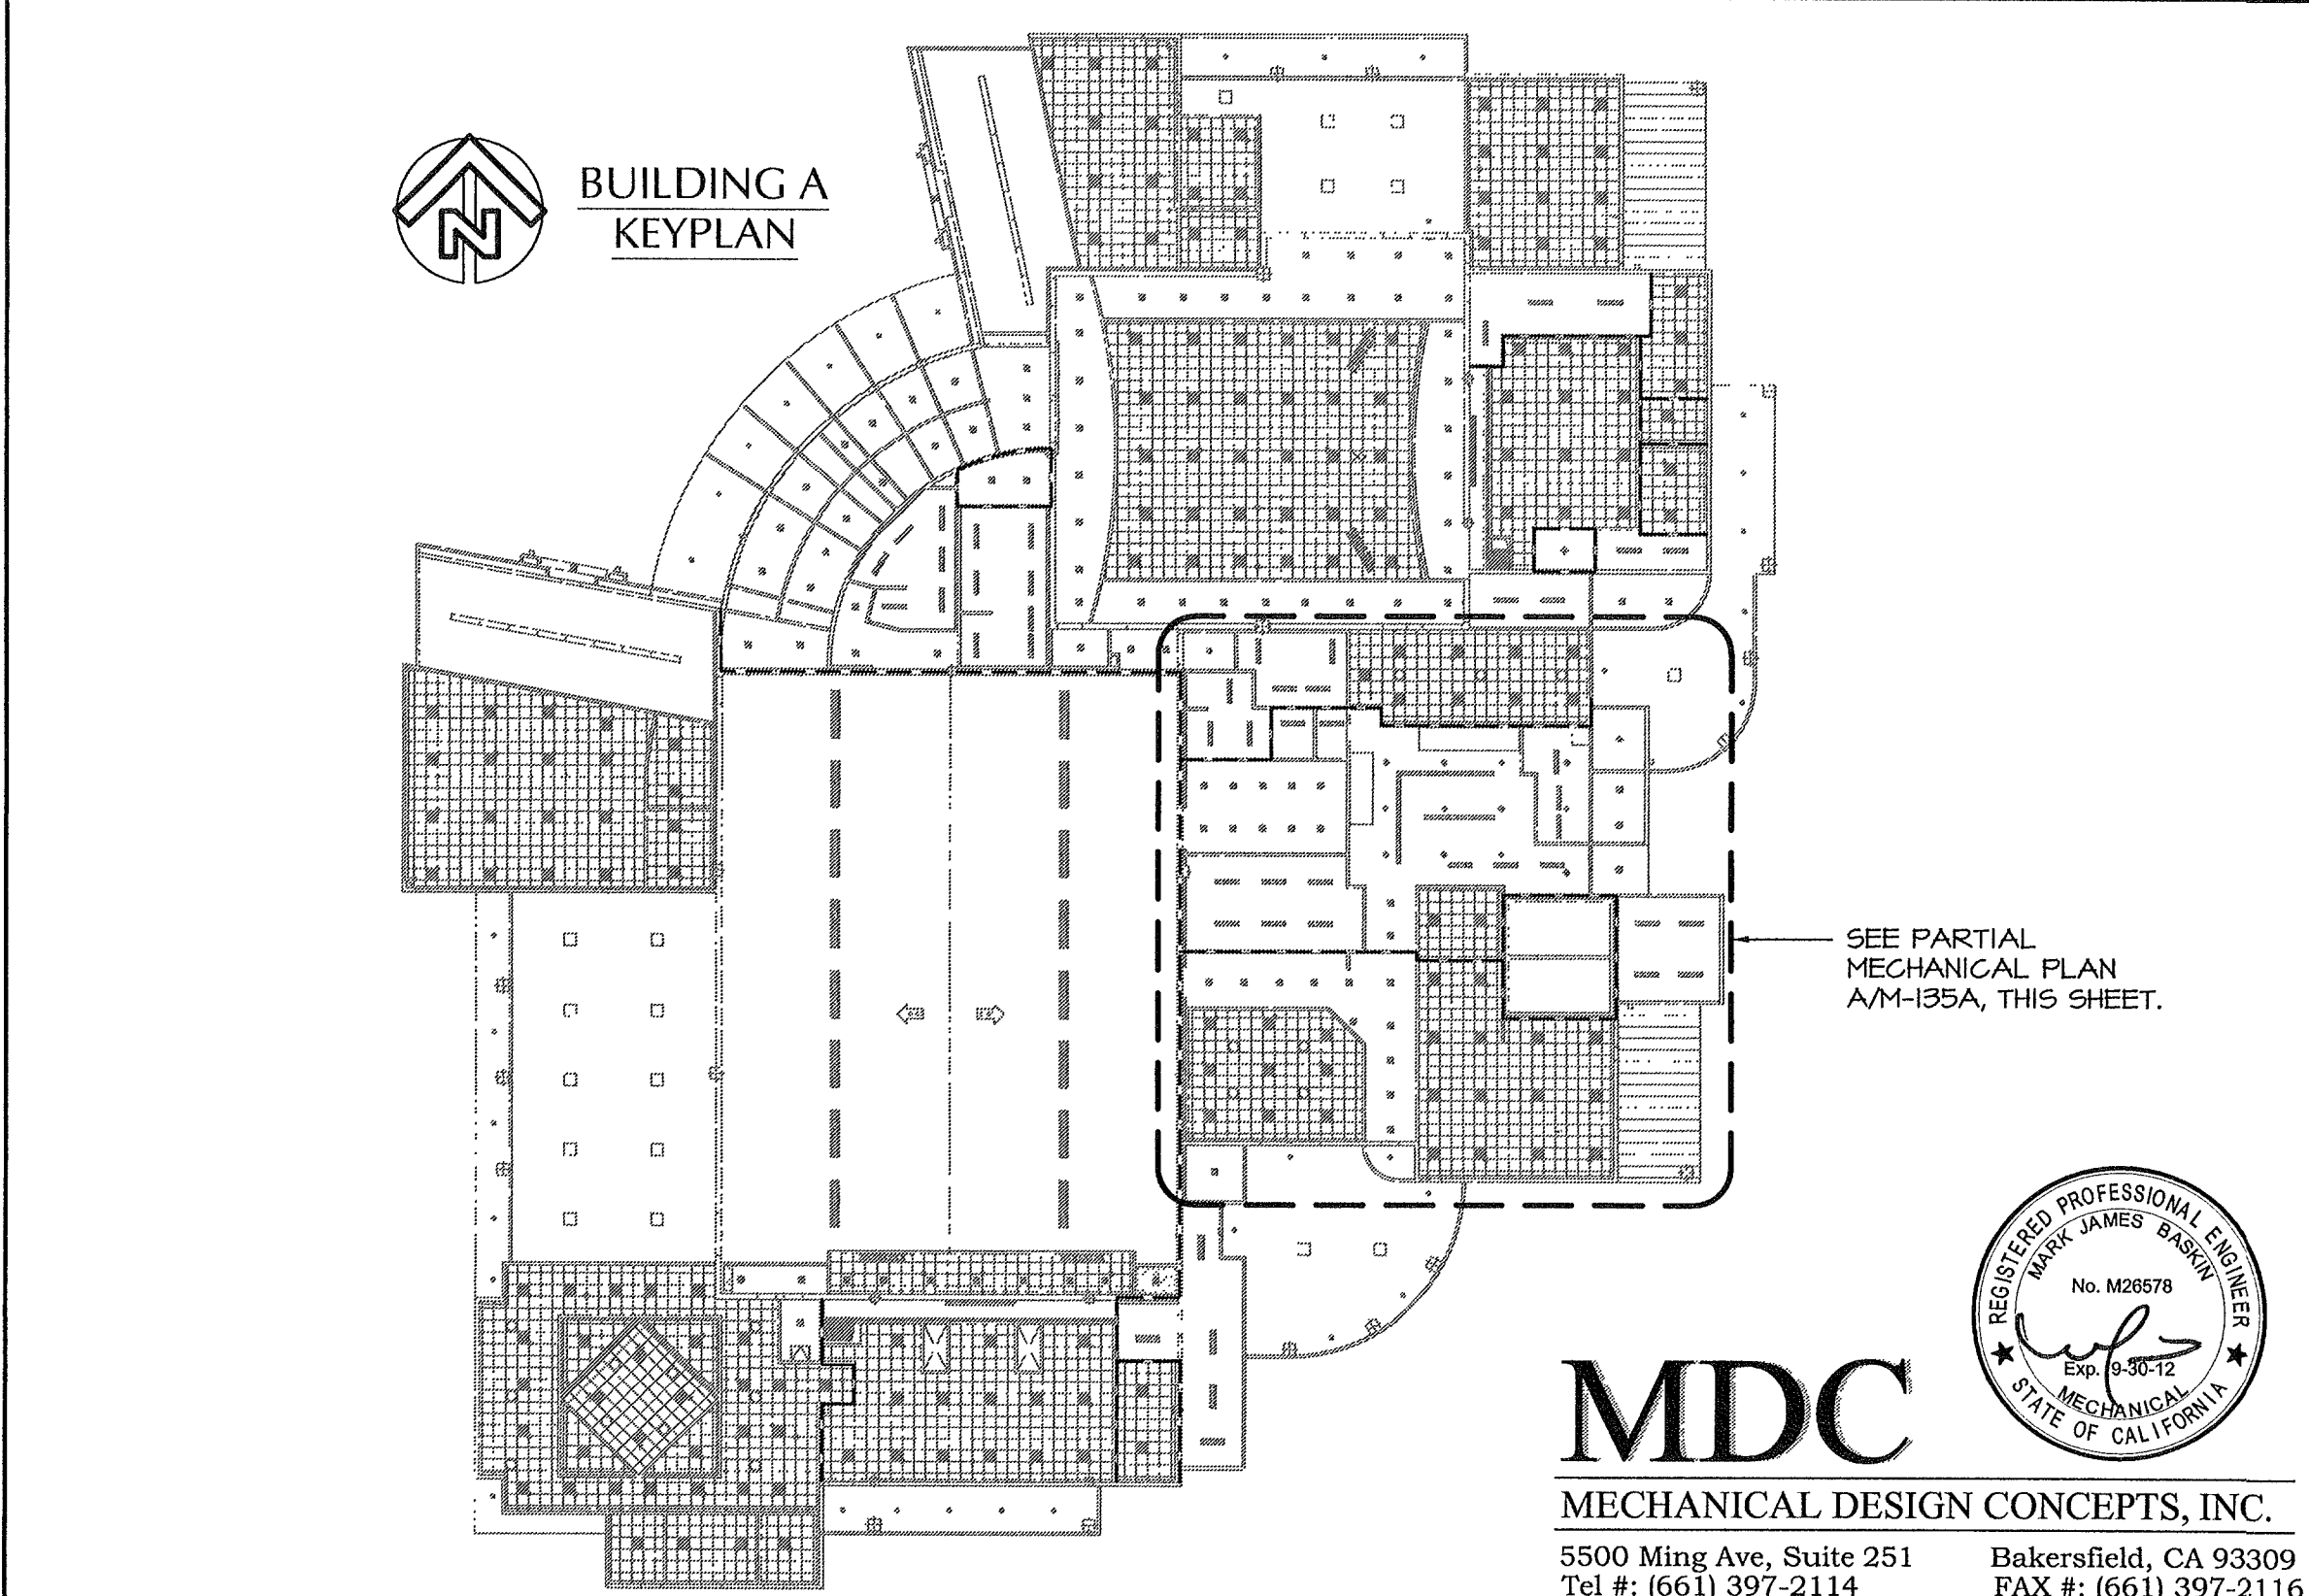 N
BUILDING A
KEYPLAN
SEE PARTIAL
MECHANICAL PLAN
A/M-135A, THIS SHEET.
REGISTERED PROFESSIONAL ENGINEER
MARK JAMES BASKIN
No. M26578
Exp. 9-30-12
MECHANICAL
STATE OF CALIFORNIA
MDC
MECHANICAL DESIGN CONCEPTS, INC.
5500 Ming Ave, Suite 251 Bakersfield, CA 93309
Tel #: (661) 397-2114 FAX #: (661) 397-2116